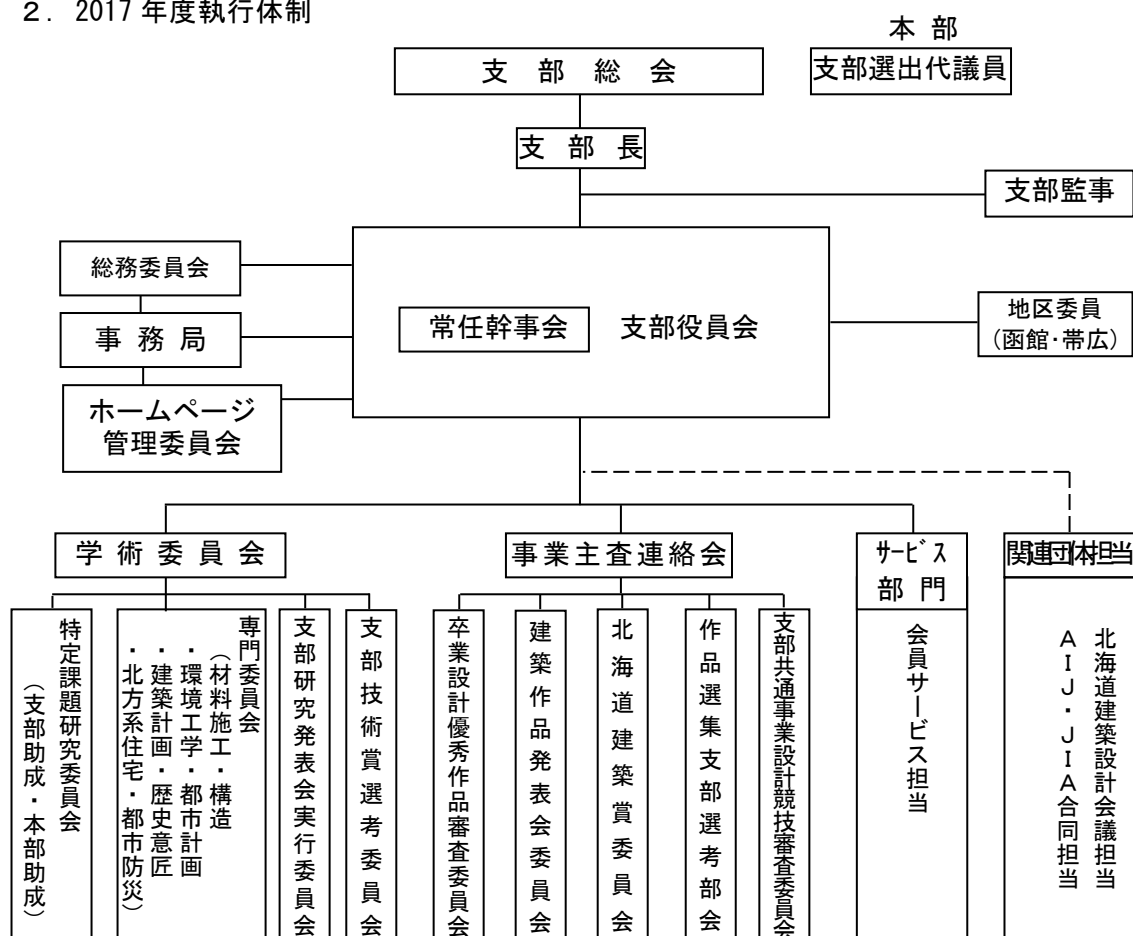 ２．2017年度執行体制
本 部
支 部 総 会
支部選出代議員
支 部 長
支部監事
総務委員会
事 務 局
ホームページ
管理委員会
常任幹事会
支部役員会
地区委員
(函館･帯広)
学 術 委 員 会
事業主査連絡会
サービス
部 門
関連団体担当
特定課題研究委員会
（支部助成・本部助成）
専門委員会
（材料施工・構造
・環境工学・都市計画
・建築計画・歴史意匠
・北方系住宅・都市防災）
支部研究発表会実行委員会
支部技術賞選考委員会
卒業設計優秀作品審査委員会
建築作品発表会委員会
北海道建築賞委員会
作品選集支部選考部会
支部共通事業設計競技審査委員会
会員サービス担当
北海道建築設計会議担当
ＡＩＪ・ＪＩＡ合同担当